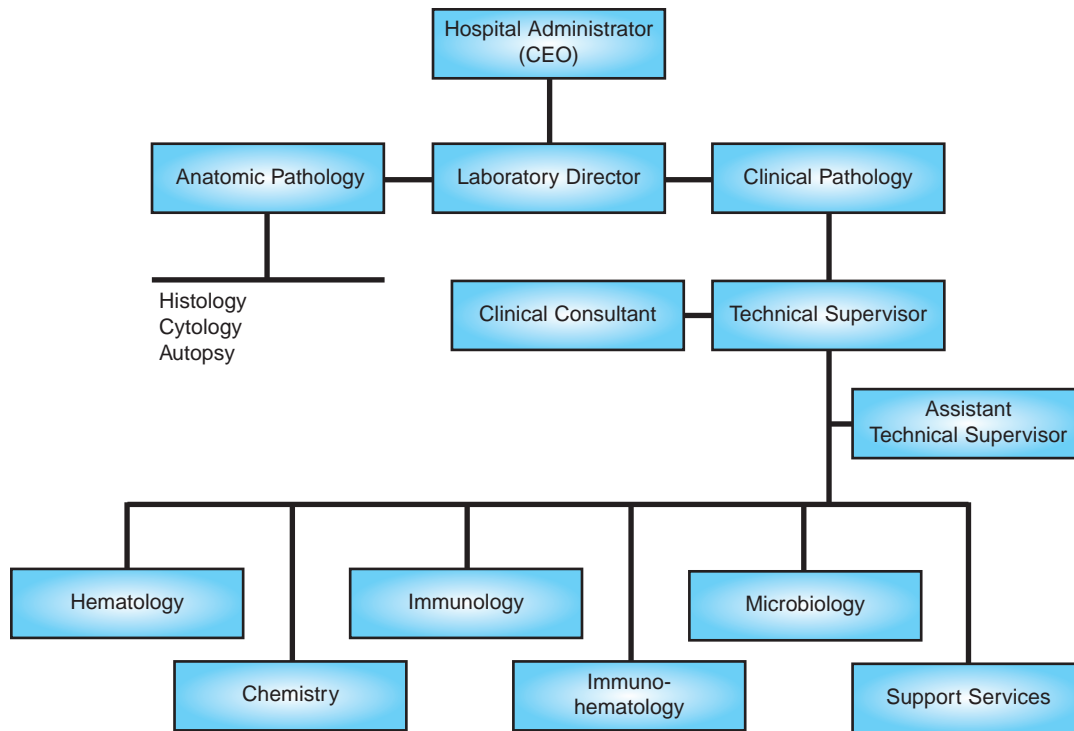 Hospital Administrator
(CEO)
Anatomic Pathology
Laboratory Director
Clinical Pathology
Histology
Cytology
Autopsy
Clinical Consultant
Technical Supervisor
Assistant
Technical Supervisor
Hematology
Immunology
Microbiology
Chemistry
Immuno-
hematology
Support Services